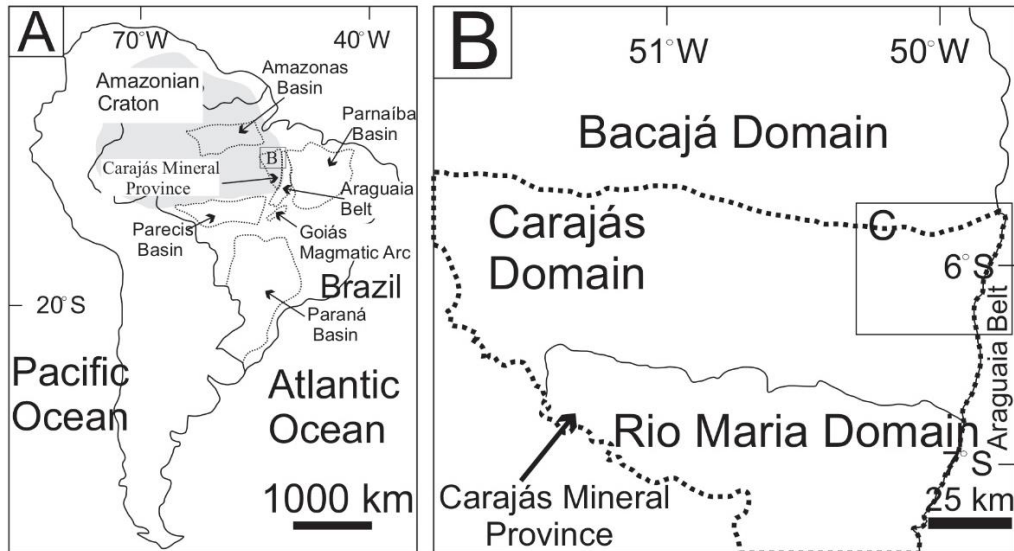 A
70°W
40°W
Amazonian
Craton
Amazonas
Basin
Parnaíba
Basin
B
Carajás Mineral
Province
Araguaia
Belt
Parecis
Basin
Goiás
Magmatic Arc
Brazil
20°S
Paraná
Basin
Pacific
Ocean
Atlantic
Ocean
1000 km
B
51°W
50°W
Bacajá Domain
Carajás
Domain
C
6°S
Araguaia Belt
Rio Maria Domain
7°S
Carajás Mineral
Province
25 km